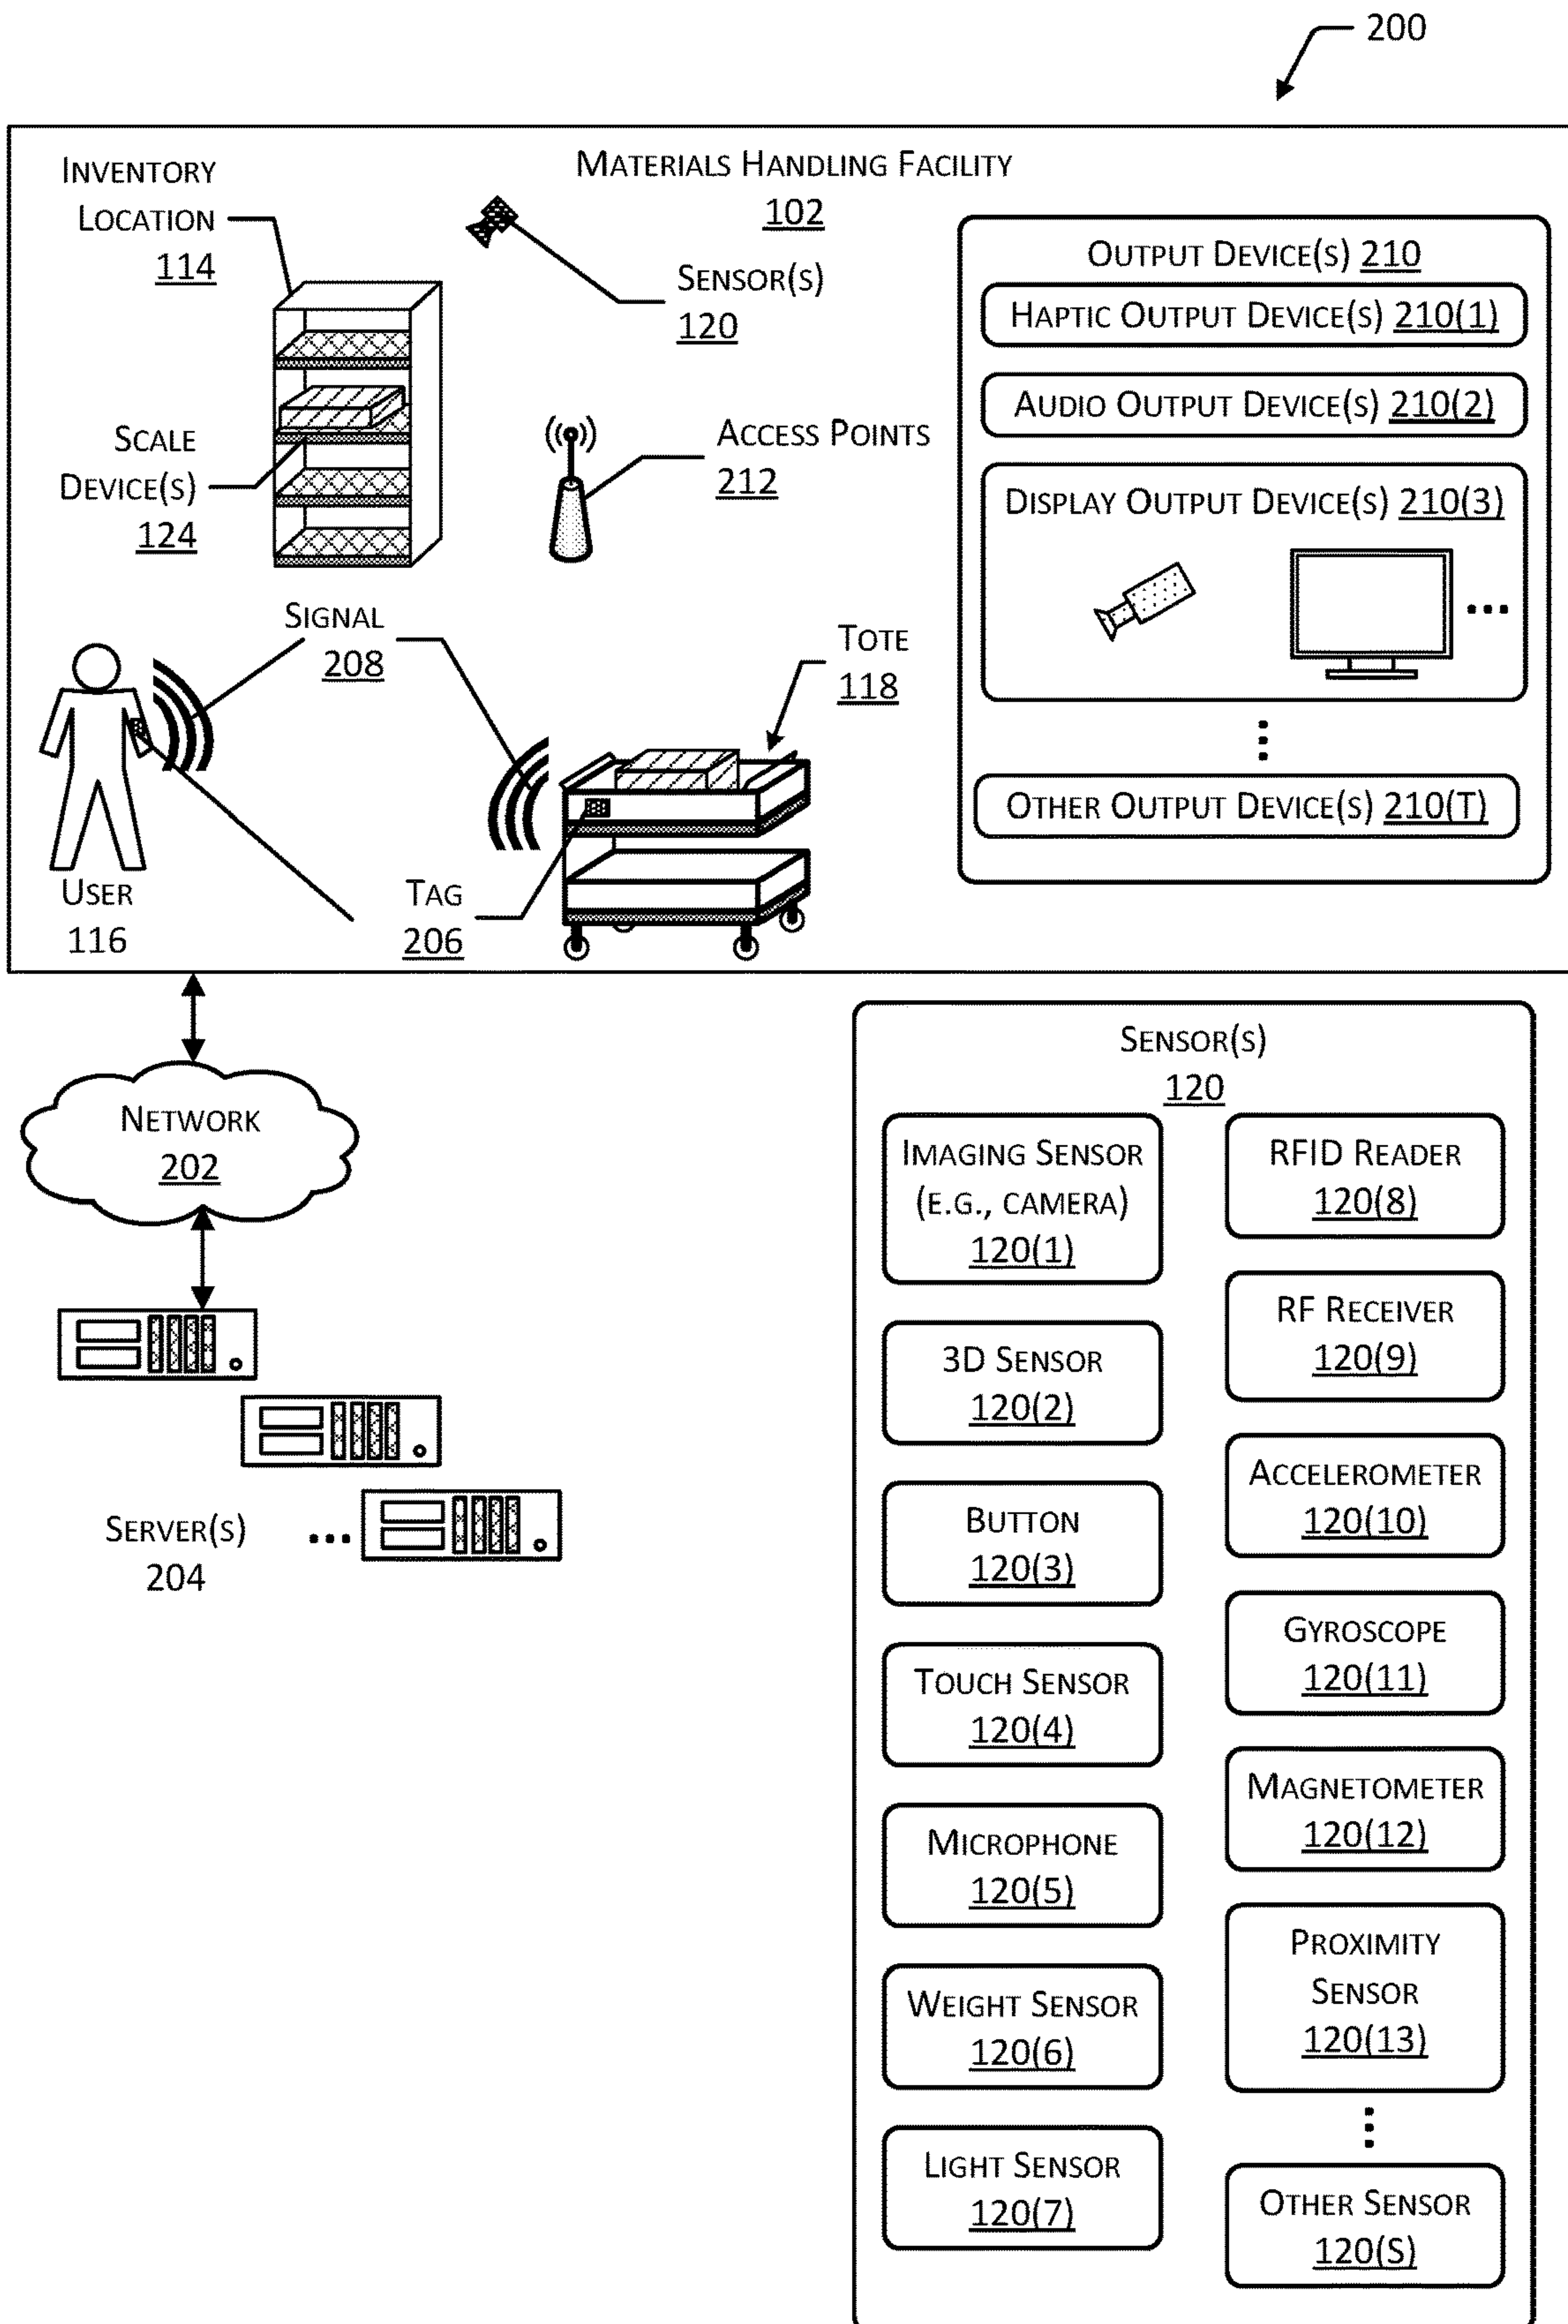 200
MATERIALS HANDLING FACILITY
102
INVENTORY
LOCATION
114
SENSOR(S)
120
SCALE
DEVICE(S)
124
ACCESS POINTS
212
SIGNAL
208
TOTE
118
USER
116
TAG
206
OUTPUT DEVICE(S) 210
HAPTIC OUTPUT DEVICE(S) 210(1)
AUDIO OUTPUT DEVICE(S) 210(2)
DISPLAY OUTPUT DEVICE(S) 210(3)
OTHER OUTPUT DEVICE(S) 210(T)
NETWORK
202
SERVER(S)
204
SENSOR(S)
120
IMAGING SENSOR
(E.G., CAMERA)
120(1)
3D SENSOR
120(2)
BUTTON
120(3)
TOUCH SENSOR
120(4)
MICROPHONE
120(5)
WEIGHT SENSOR
120(6)
LIGHT SENSOR
120(7)
RFID READER
120(8)
RF RECEIVER
120(9)
ACCELEROMETER
120(10)
GYROSCOPE
120(11)
MAGNETOMETER
120(12)
PROXIMITY
SENSOR
120(13)
OTHER SENSOR
120(S)